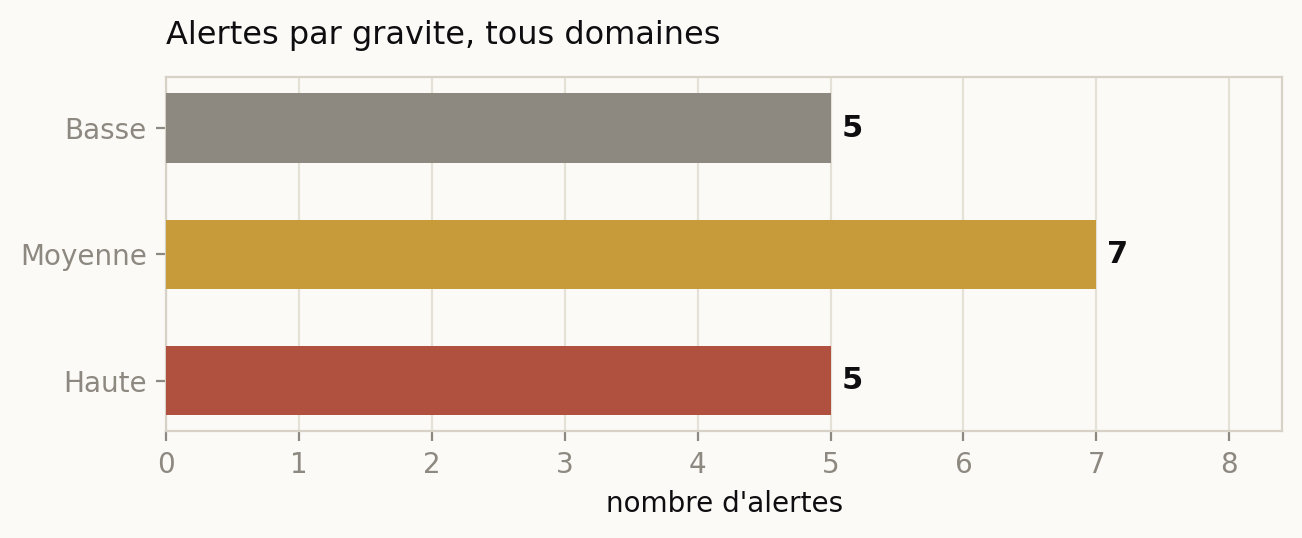 Alertes par gravite, tous domaines
Basse
5
Moyenne
7
Haute
5
0 1 2 3 4 5 6 7 8
nombre d'alertes